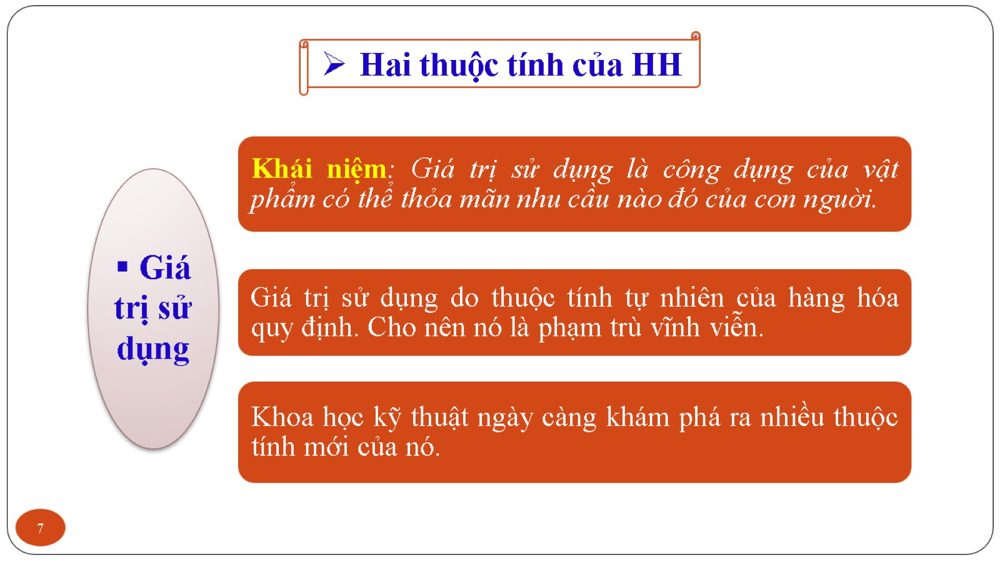 ➢ Hai thuộc tính của HH
Khái niệm: Giá trị sử dụng là công dụng của vật
phẩm có thể thỏa mãn nhu cầu nào đó của con nguời.
▪ Giá
trị sử
dụng
Giá trị sử dụng do thuộc tính tự nhiên của hàng hóa
quy định. Cho nên nó là phạm trù vĩnh viễn.
Khoa học kỹ thuật ngày càng khám phá ra nhiều thuộc
tính mới của nó.
7